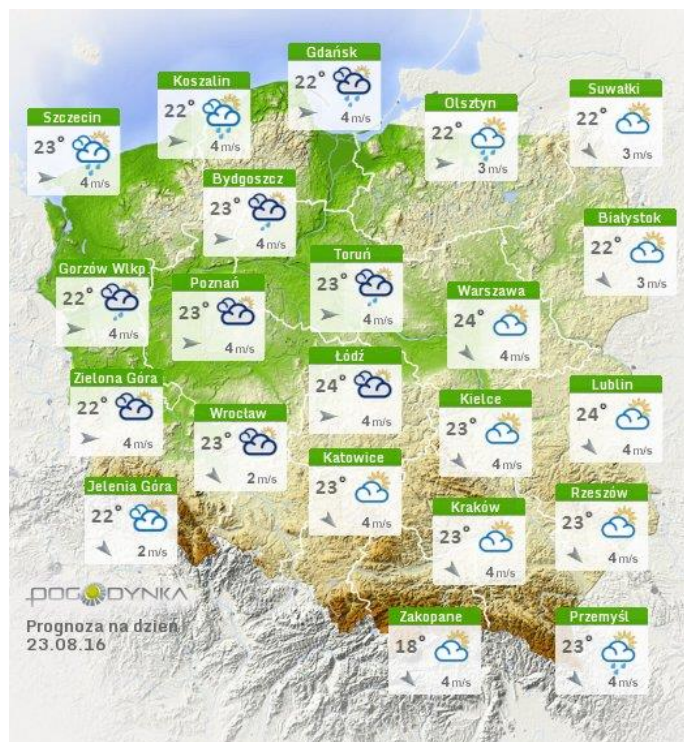 Gdańsk
22°
4 m/s
Koszalin
22°
4 m/s
Szczecin
23°
4 m/s
Olsztyn
22°
3 m/s
Suwałki
22°
3 m/s
Bydgoszcz
23°
4 m/s
Białystok
22°
3 m/s
Gorzów Wlkp.
22°
4 m/s
Poznań
23°
4 m/s
Toruń
23°
4 m/s
Warszawa
24°
4 m/s
Zielona Góra
22°
4 m/s
Łódź
24°
4 m/s
Wrocław
23°
2 m/s
Kielce
23°
4 m/s
Lublin
24°
4 m/s
Katowice
23°
4 m/s
Jelenia Góra
22°
2 m/s
Kraków
23°
4 m/s
Rzeszów
23°
4 m/s
POGODYNKA
Prognoza na dzień
23.08.16
Zakopane
18°
4 m/s
Przemyśl
23°
4 m/s